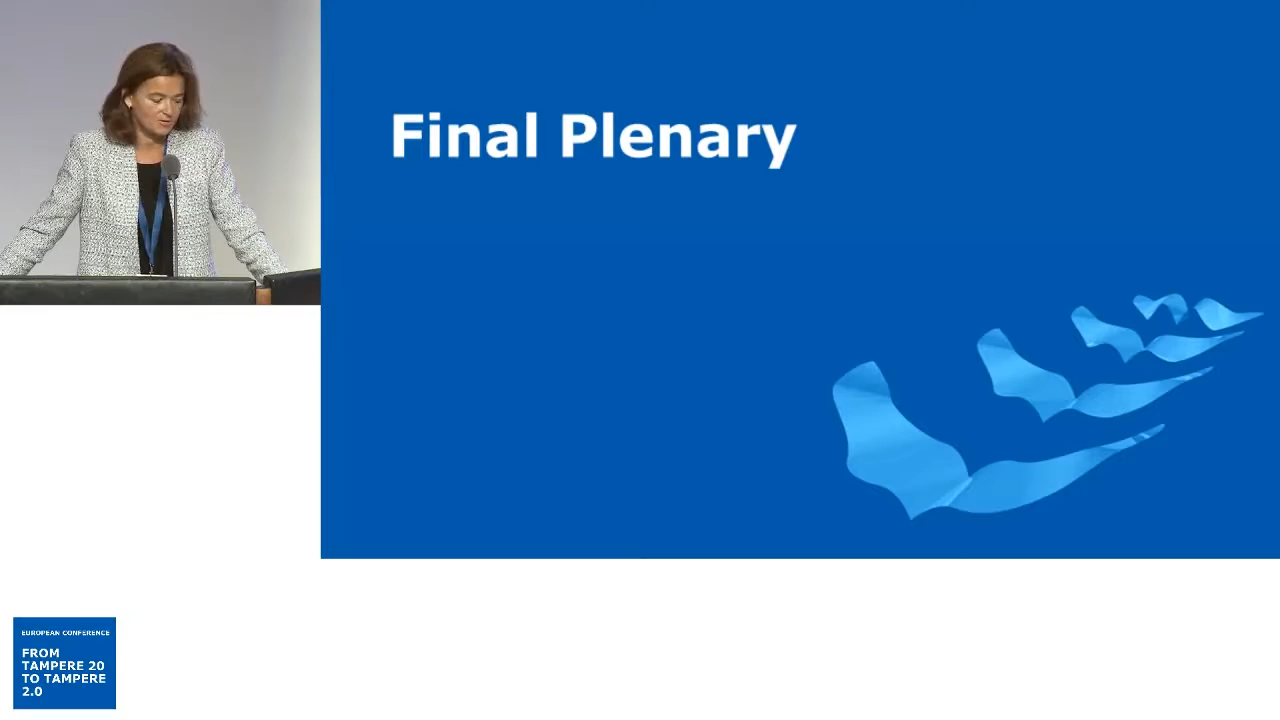 Final Plenary
EUROPEAN CONFERENCE
FROM
TAMPERE 20
TO TAMPERE
2.0